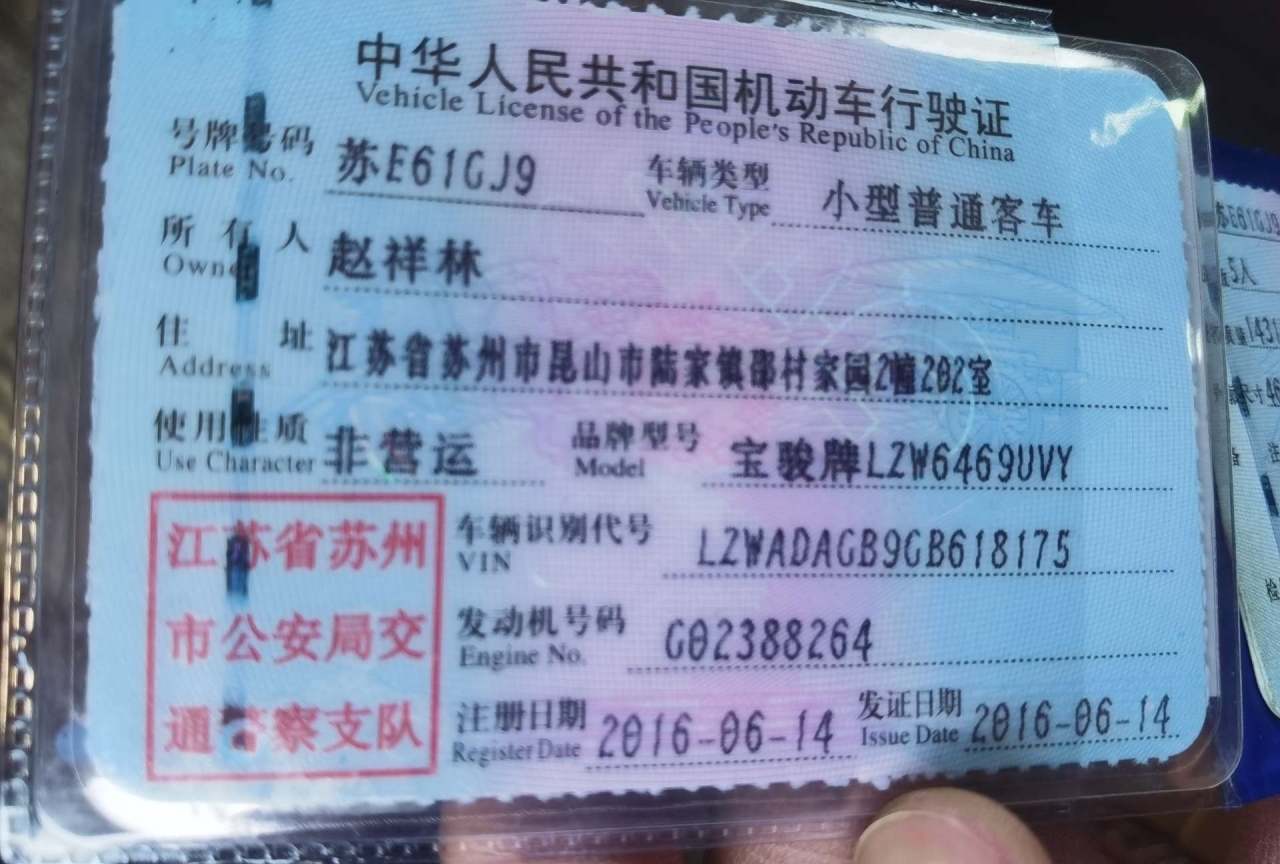 中华人民共和国机动车行驶证
Vehicle License of the People's Republic of China
号牌号码 苏E61GJ9 车辆类型 小型普通客车
Plate No. Vehicle Type
所有人 赵祥林
Owner
住址 江苏省苏州市昆山市陆家镇邵村家园2幢202室
Address
使用性质 非营运 品牌型号 宝骏牌LZW6469UVY
Use Character Model
江苏省苏州
市公安局交
通警察支队
车辆识别代号 LZWADAGB9GB618175
VIN
发动机号码 G02388264
Engine No.
注册日期 2016-06-14 发证日期 2016-06-14
Register Date Issue Date
苏E61GJ9
5人